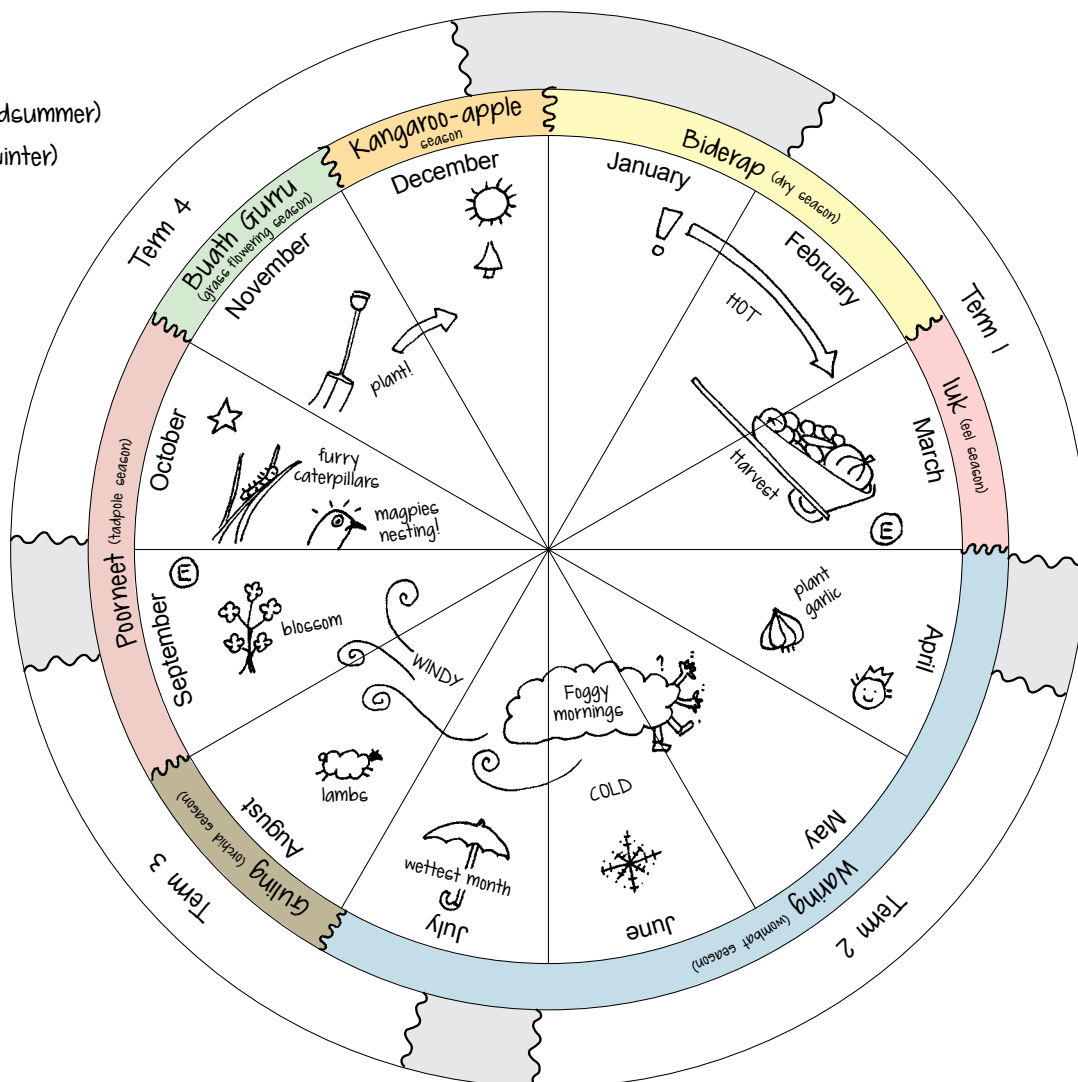 dsummer)
inter)
Kangaroo-apple
season
December
Biderap (dry season)
January
February
HOT
Term 1
Iuk (eel season)
March
Harvest
E
April
plant
garlic
May
Waring (wombat season)
Term 2
June
COLD
Foggy
mornings
July
wettest month
Guling (orchid season)
August
lambs
Term 3
WINDY
Poorneet (tadpole season)
September
E
blossom
October
furry
caterpillars
magpies
nesting!
Buath Gurru
(grass flowering season)
November
plant!
Term 4